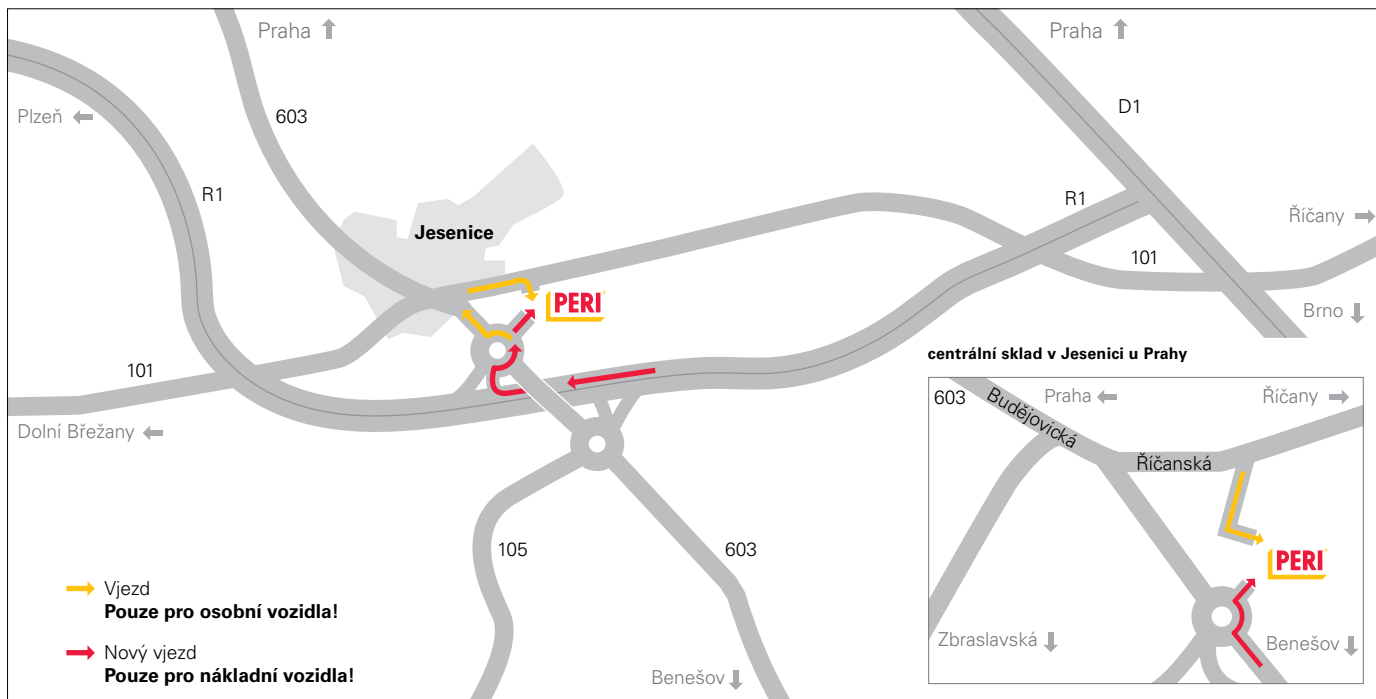 Praha
Praha
603
D1
Plzeň
R1
R1
Říčany
Jesenice
101
PERI
Brno
centrální sklad v Jesenici u Prahy
101
Dolní Břežany
603
Praha
Říčany
Budějovická
Říčanská
105
603
PERI
Vjezd
Pouze pro osobní vozidla!
Nový vjezd
Pouze pro nákladní vozidla!
Zbraslavská
Benešov
Benešov